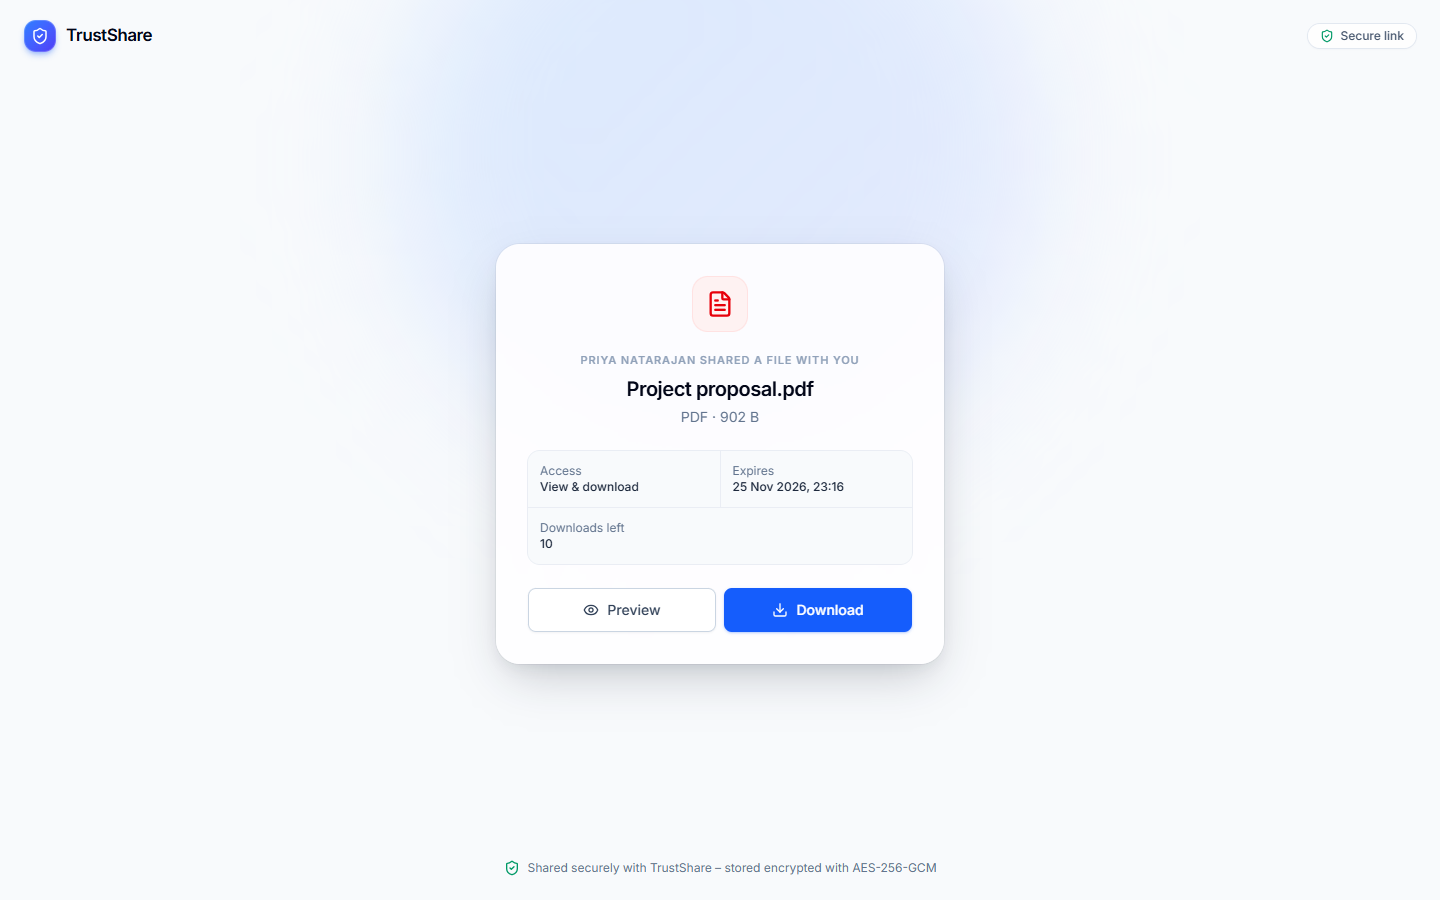 TrustShare
Secure link
PRIYA NATARAJAN SHARED A FILE WITH YOU
Project proposal.pdf
PDF · 902 B
Access
View & download
Expires
25 Nov 2026, 23:16
Downloads left
10
Preview
Download
Shared securely with TrustShare – stored encrypted with AES-256-GCM